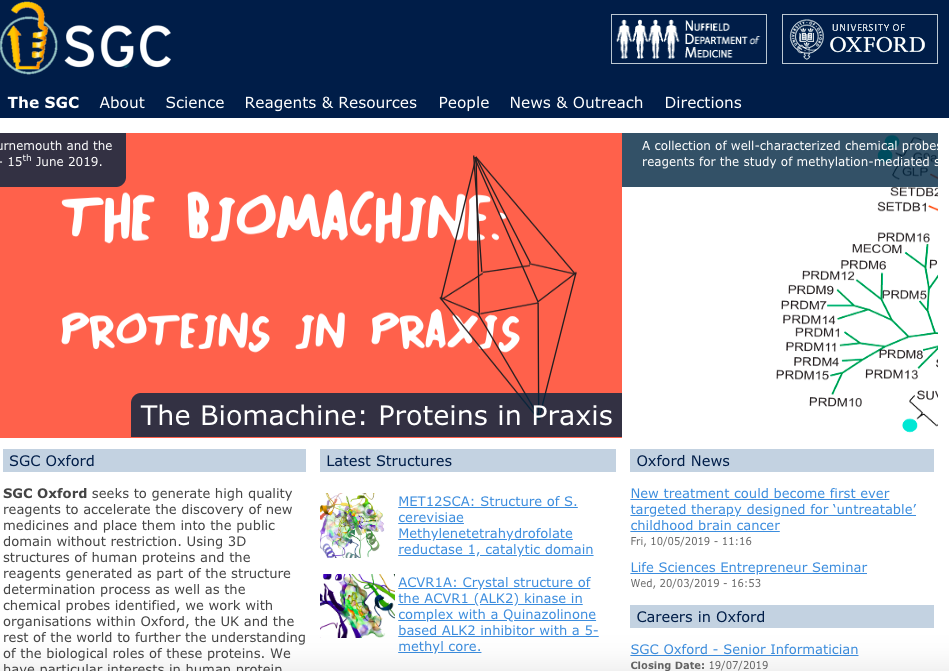 SGC
NUFFIELD
DEPARTMENT of
MEDICINE
UNIVERSITY OF
OXFORD
The SGC About Science Reagents & Resources People News & Outreach Directions
urnemouth and the
- 15th June 2019.
THE BIOMACHINE:
PROTEINS IN PRAXIS
The Biomachine: Proteins in Praxis
A collection of well-characterized chemical probes
reagents for the study of methylation-mediated s
GLP
SETDB2
SETDB1
PRDM16
MECOM
PRDM6
P
PRDM12
PRDM9
PRDM5
PRDM7
PRDM14
PRDM1
PRDM11
PRDM8
PRDM4
PRDM15
PRDM13
PRDM10
SUV
SGC Oxford
SGC Oxford seeks to generate high quality
reagents to accelerate the discovery of new
medicines and place them into the public
domain without restriction. Using 3D
structures of human proteins and the
reagents generated as part of the structure
determination process as well as the
chemical probes identified, we work with
organisations within Oxford, the UK and the
rest of the world to further the understanding
of the biological roles of these proteins. We
have particular interests in human protein
Latest Structures
MET12SCA: Structure of S.
cerevisiae
Methylenetetrahydrofolate
reductase 1, catalytic domain
ACVR1A: Crystal structure of
the ACVR1 (ALK2) kinase in
complex with a Quinazolinone
based ALK2 inhibitor with a 5-
methyl core.
Oxford News
New treatment could become first ever
targeted therapy designed for ‘untreatable’
childhood brain cancer
Fri, 10/05/2019 - 11:16
Life Sciences Entrepreneur Seminar
Wed, 20/03/2019 - 16:53
Careers in Oxford
SGC Oxford - Senior Informatician
Closing Date: 19/07/2019